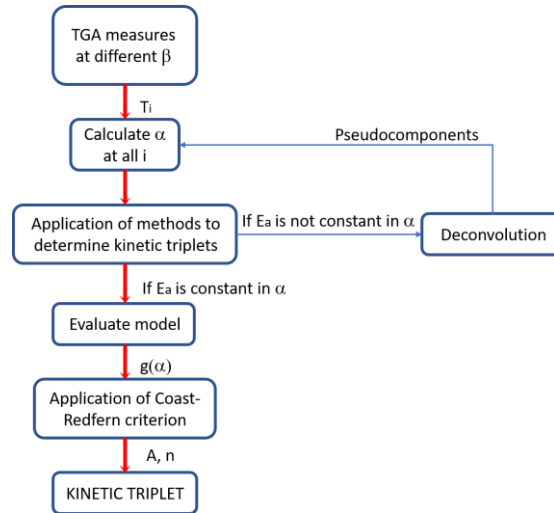 TGA measures
at different β
Ti
Calculate α
at all i
Pseudocomponents
Application of methods to
determine kinetic triplets
If Ea is not constant in α
Deconvolution
If Ea is constant in α
Evaluate model
g(α)
Application of Coast-
Redfern criterion
A, n
KINETIC TRIPLET